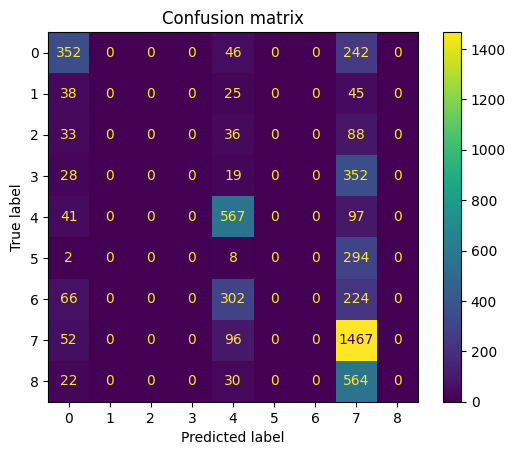 Confusion matrix
0 352 0 0 0 46 0 0 242 0
1 38 0 0 0 25 0 0 45 0
2 33 0 0 0 36 0 0 88 0
3 28 0 0 0 19 0 0 352 0
4 41 0 0 0 567 0 0 97 0
5 2 0 0 0 8 0 0 294 0
6 66 0 0 0 302 0 0 224 0
7 52 0 0 0 96 0 0 1467 0
8 22 0 0 0 30 0 0 564 0
0 1 2 3 4 5 6 7 8
Predicted label
True label
1400
1200
1000
800
600
400
200
0